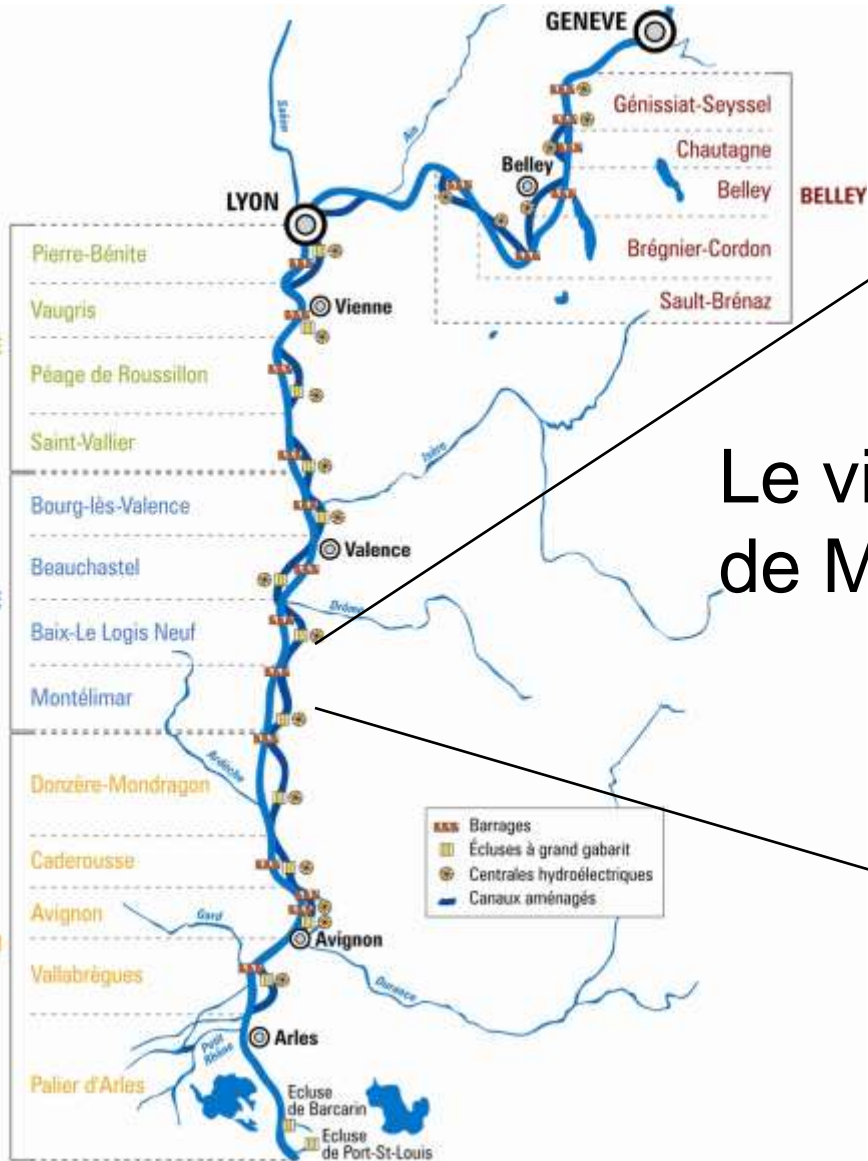 GENEVE
Génissiat-Seyssel
Chautagne
Belley
Belley
BELLEY
Brégnier-Cordon
Sault-Brénaz
Saône
Ain
LYON
Pierre-Bénite
Vaugris
Vienne
Péage de Roussillon
Saint-Vallier
Isère
Bourg-lès-Valence
Valence
Beauchastel
Drôme
Baix-Le Logis Neuf
Montélimar
Le vi
de M
Ardèche
Donzère-Mondragon
Barrages
Écluses à grand gabarit
Centrales hydroélectriques
Canaux aménagés
Caderousse
Avignon
Gard
Avignon
Vallabrègues
Durance
Petit
Rhône
Arles
Palier d'Arles
Ecluse
de Barcarin
Ecluse
de Port-St-Louis